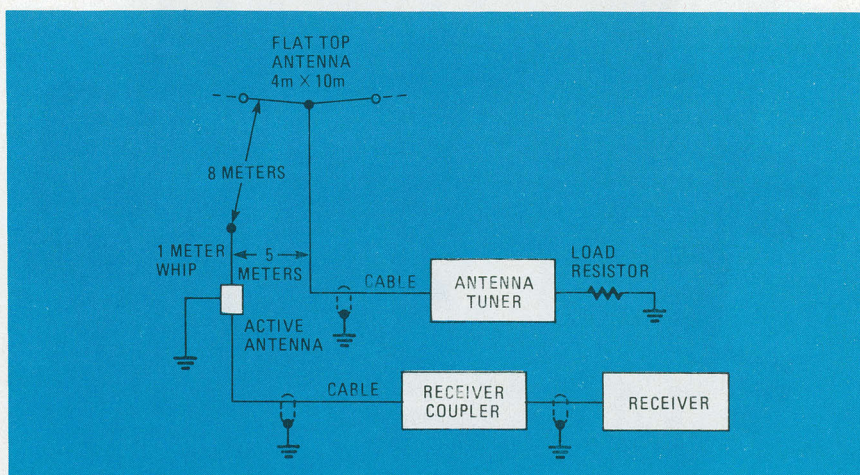 FLAT TOP
ANTENNA
4m × 10m
8 METERS
1 METER
WHIP
5
METERS
CABLE
ANTENNA
TUNER
LOAD
RESISTOR
ACTIVE
ANTENNA
CABLE
RECEIVER
COUPLER
RECEIVER